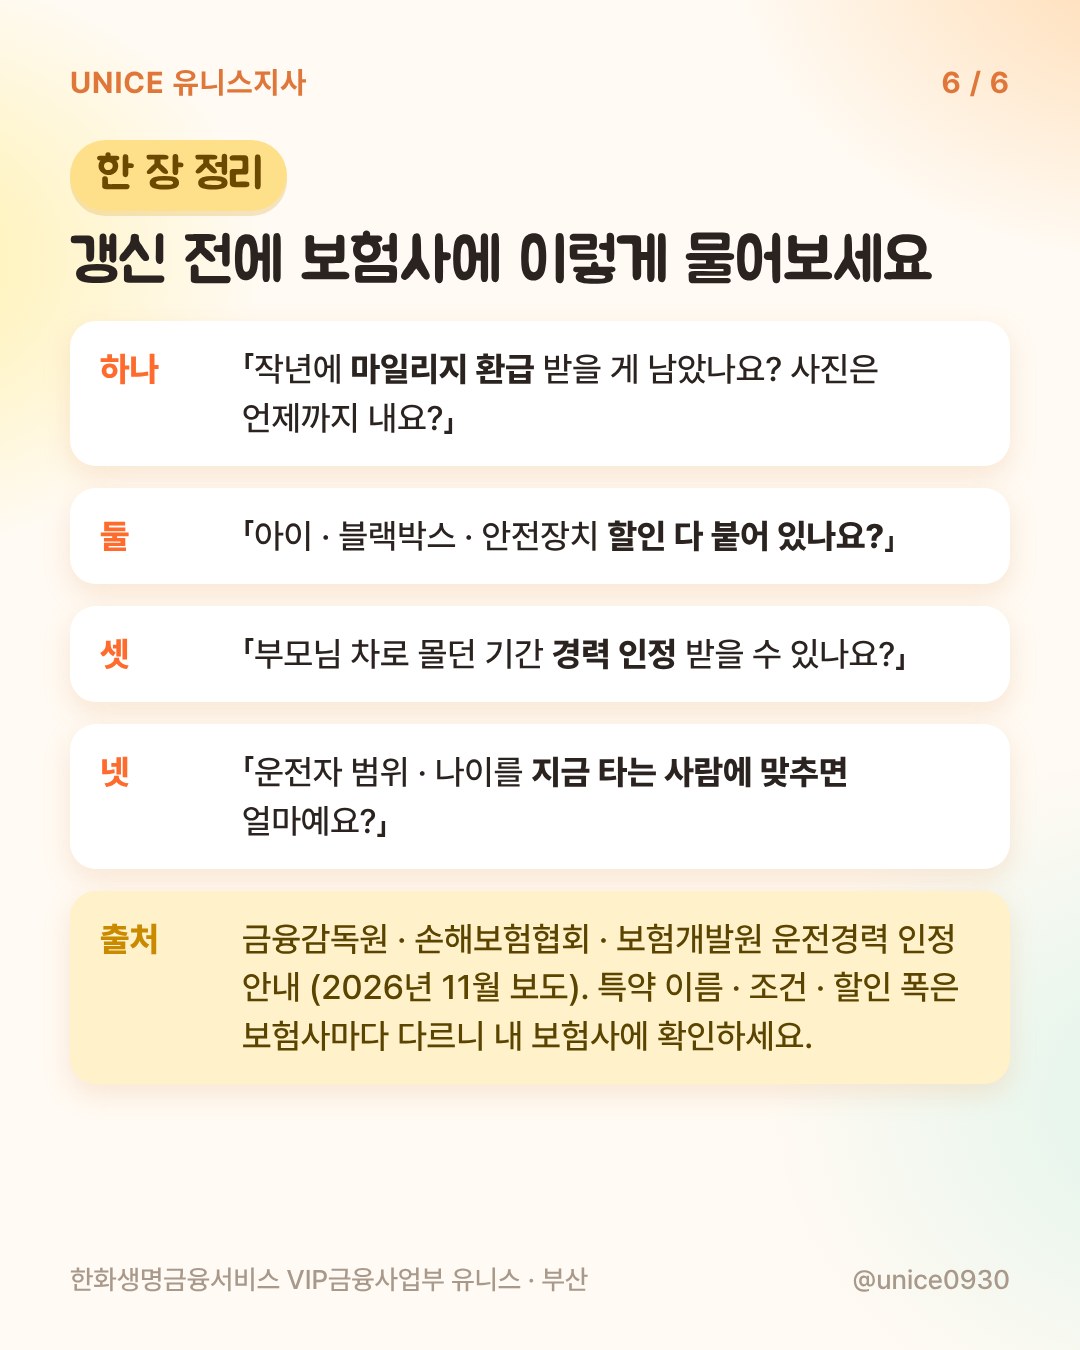 UNICE 유니스지사
6 / 6
한 장 정리
갱신 전에 보험사에 이렇게 물어보세요
하나
「작년에 마일리지 환급 받을 게 남았나요? 사진은
언제까지 내요?」
둘
「아이 · 블랙박스 · 안전장치 할인 다 붙어 있나요?」
셋
「부모님 차로 몰던 기간 경력 인정 받을 수 있나요?」
넷
「운전자 범위 · 나이를 지금 타는 사람에 맞추면
얼마예요?」
출처
금융감독원 · 손해보험협회 · 보험개발원 운전경력 인정
안내 (2026년 11월 보도). 특약 이름 · 조건 · 할인 폭은
보험사마다 다르니 내 보험사에 확인하세요.
한화생명금융서비스 VIP금융사업부 유니스 · 부산
@unice0930